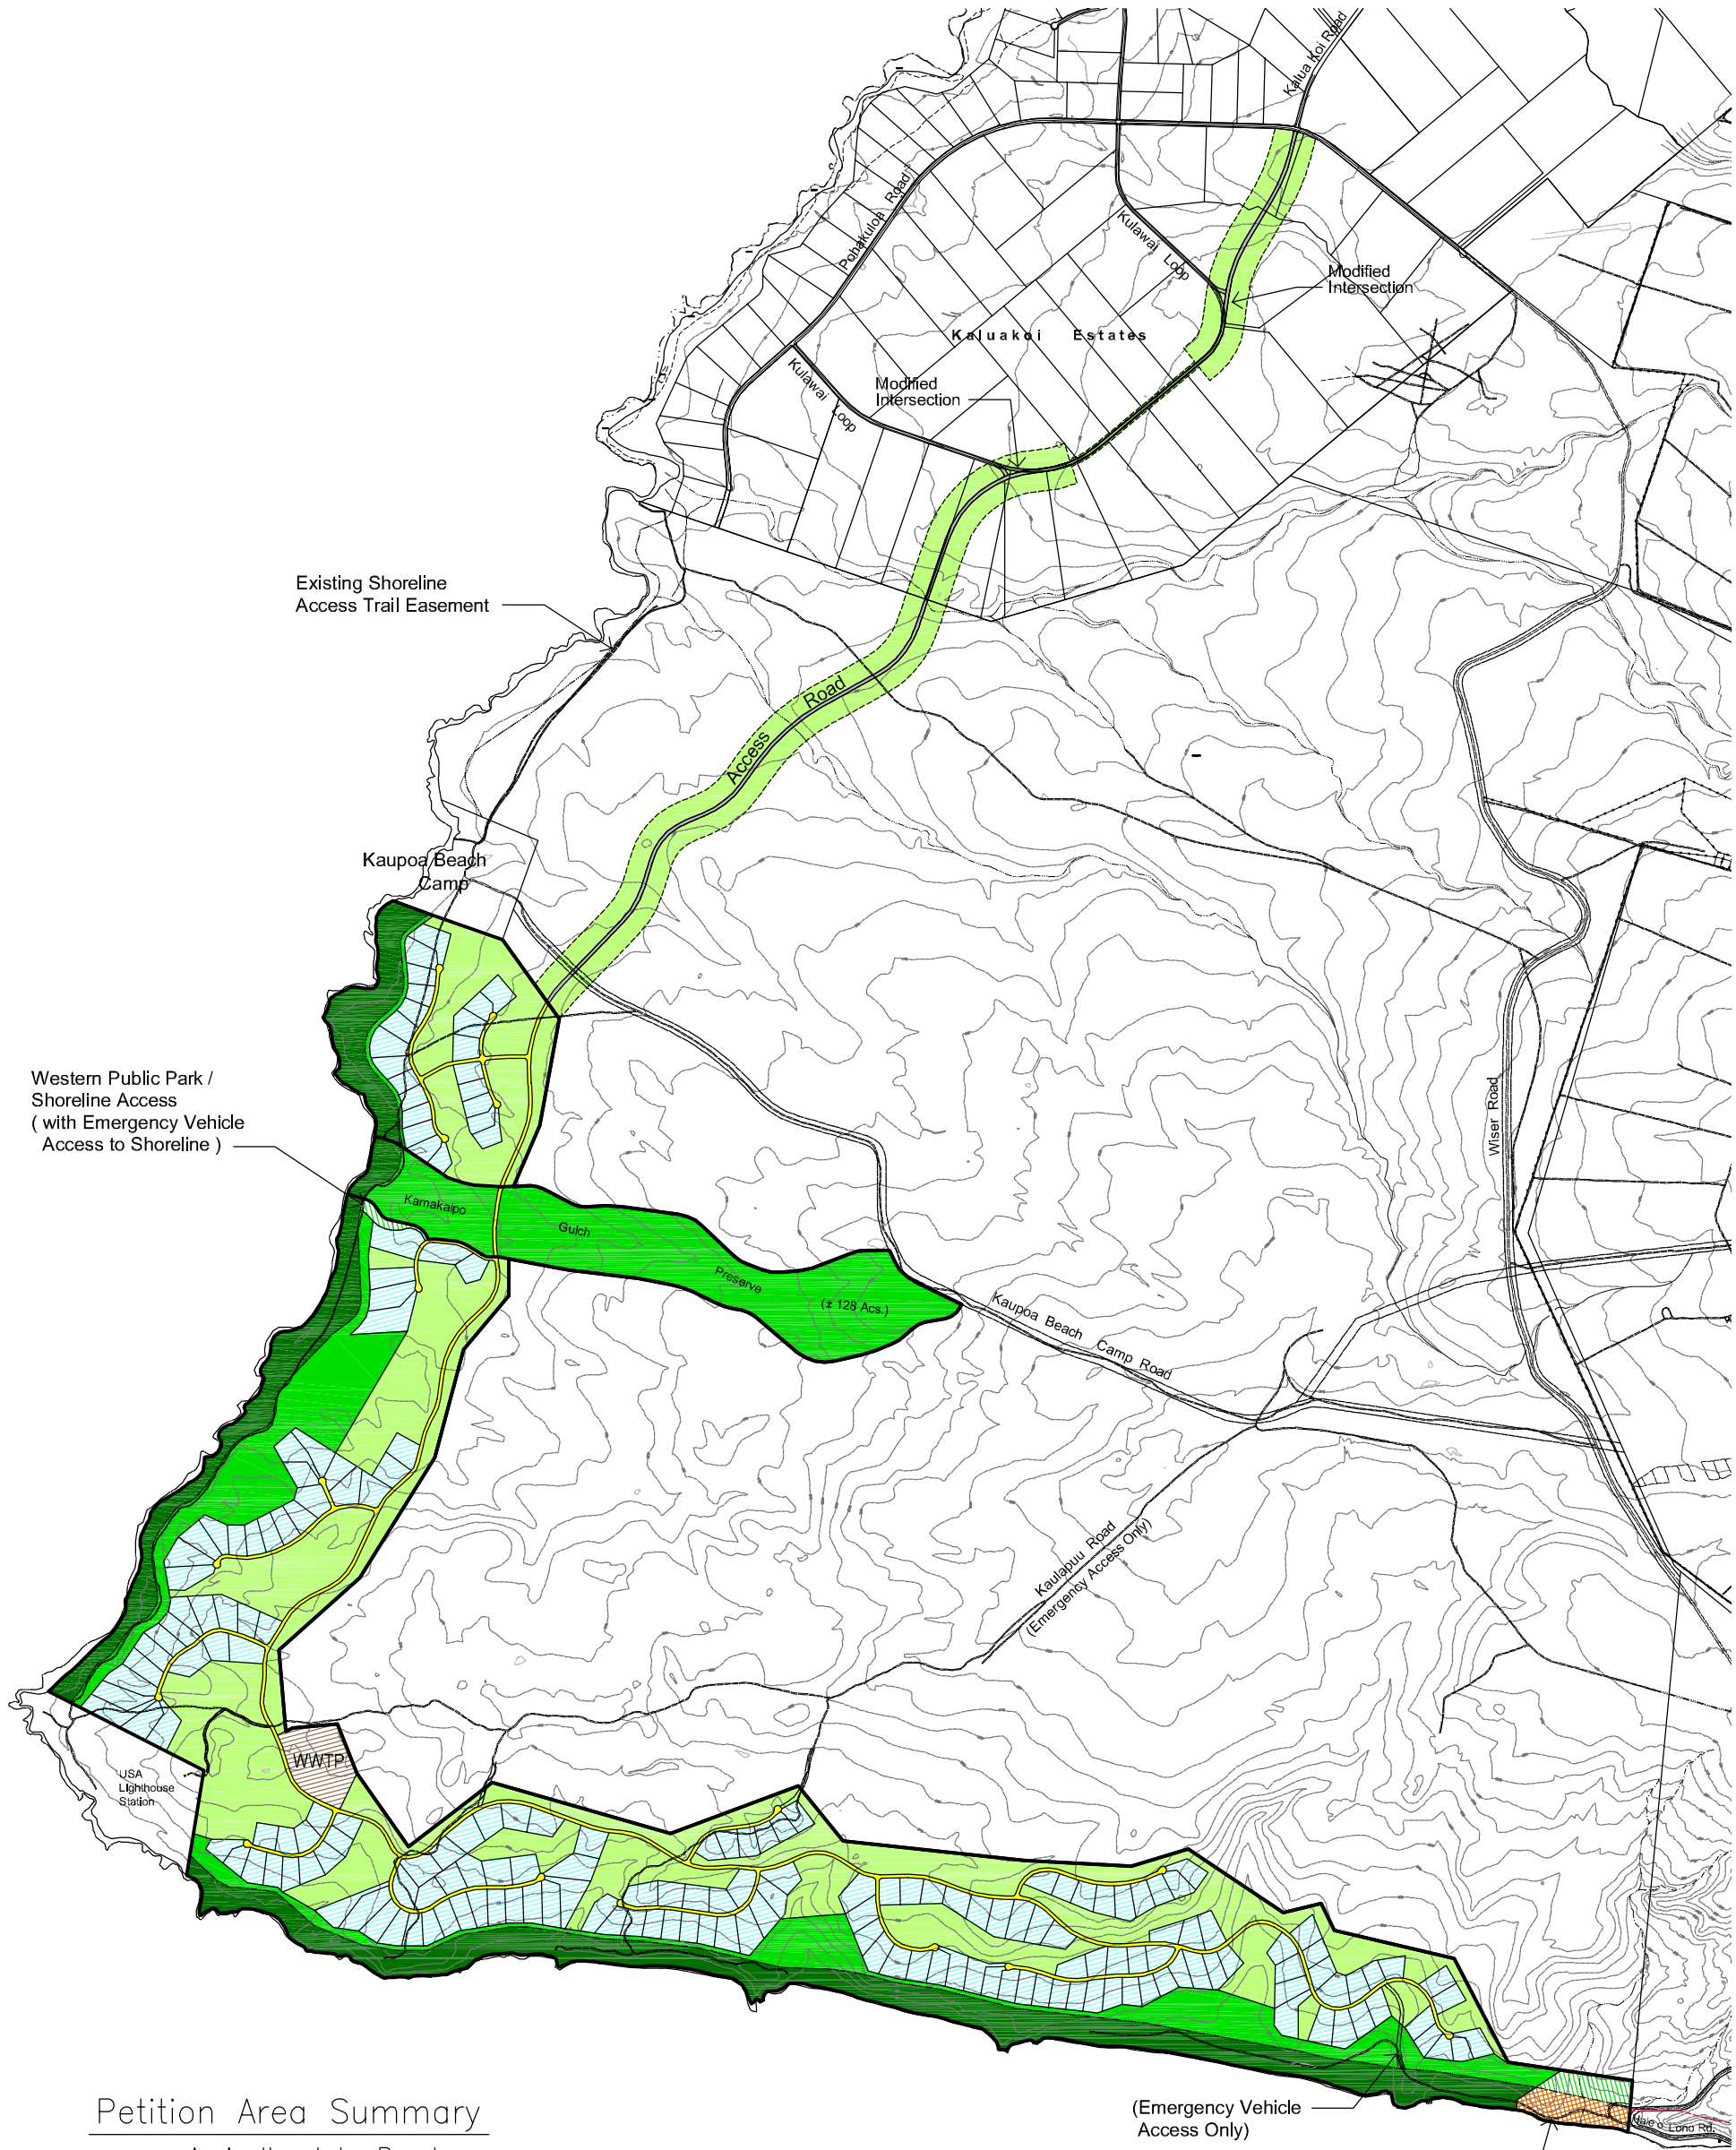 Kalua Koi Road
Pohakuloa Road
Kulawai Loop
Modified
Intersection
Kaluakoi Estates
Kulawai Loop
Modified
Intersection
Existing Shoreline
Access Trail Easement
Access Road
Kaupoa Beach
Camp
Western Public Park /
Shoreline Access
( with Emergency Vehicle
Access to Shoreline )
Wiser Road
Kamakaipo Gulch Preserve (± 128 Acs.)
Kaupoa Beach Camp Road
Kaulapuu Road
(Emergency Access Only)
WWTP
USA
Lighthouse
Station
(Emergency Vehicle
Access Only)
Hale o Lono Rd.
Petition Area Summary